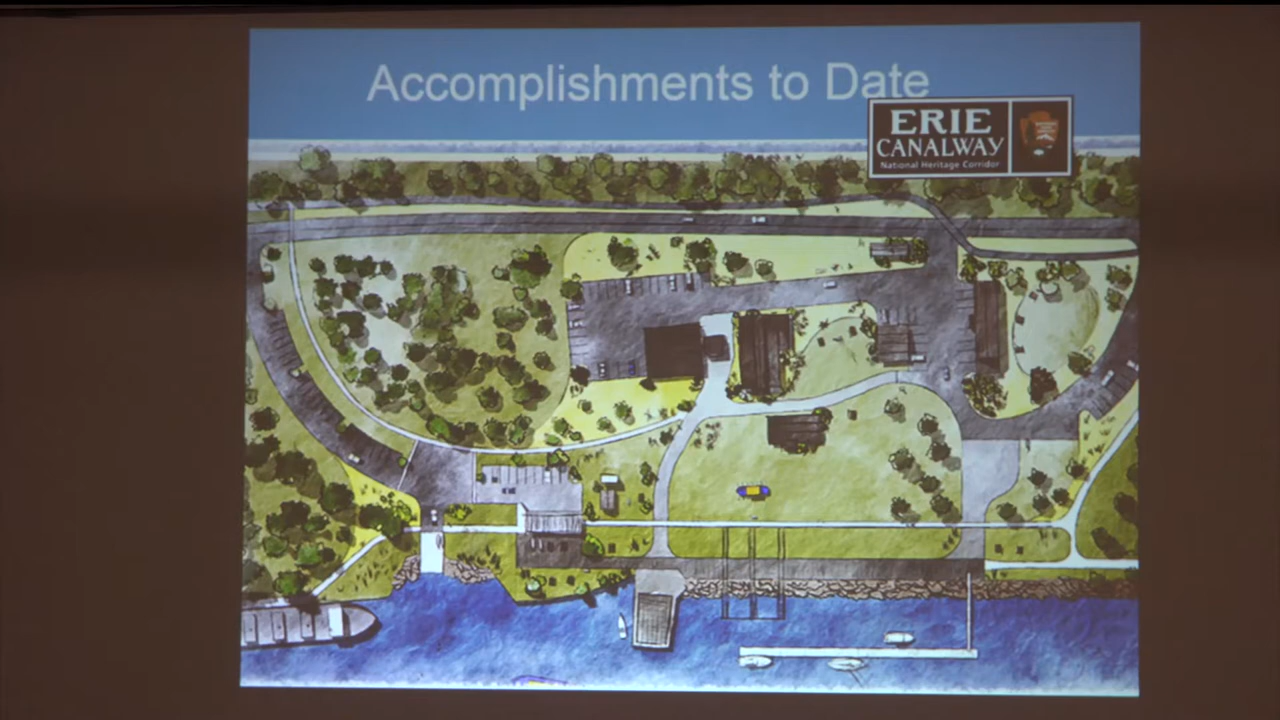 Accomplishments to Date
ERIE
CANALWAY
National Heritage Corridor